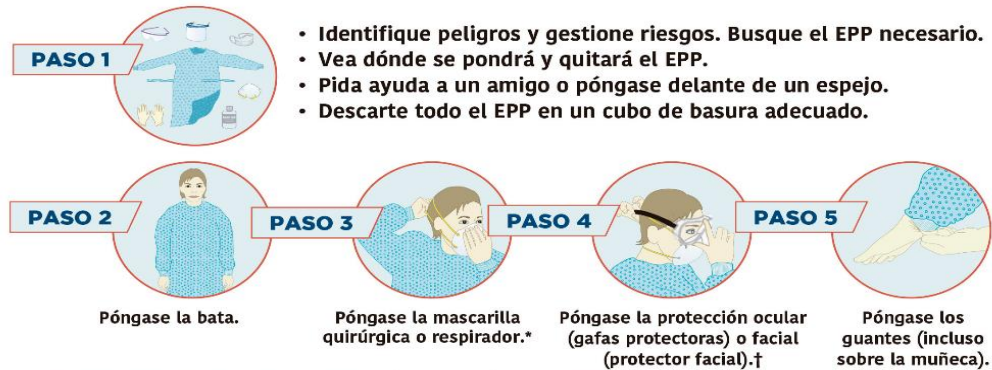 PASO 1
• Identifique peligros y gestione riesgos. Busque el EPP necesario.
• Vea dónde se pondrá y quitará el EPP.
• Pida ayuda a un amigo o póngase delante de un espejo.
• Descarte todo el EPP en un cubo de basura adecuado.
PASO 2
Póngase la bata.
PASO 3
Póngase la mascarilla
quirúrgica o respirador.*
PASO 4
Póngase la protección ocular
(gafas protectoras) o facial
(protector facial).†
PASO 5
Póngase los
guantes (incluso
sobre la muñeca).